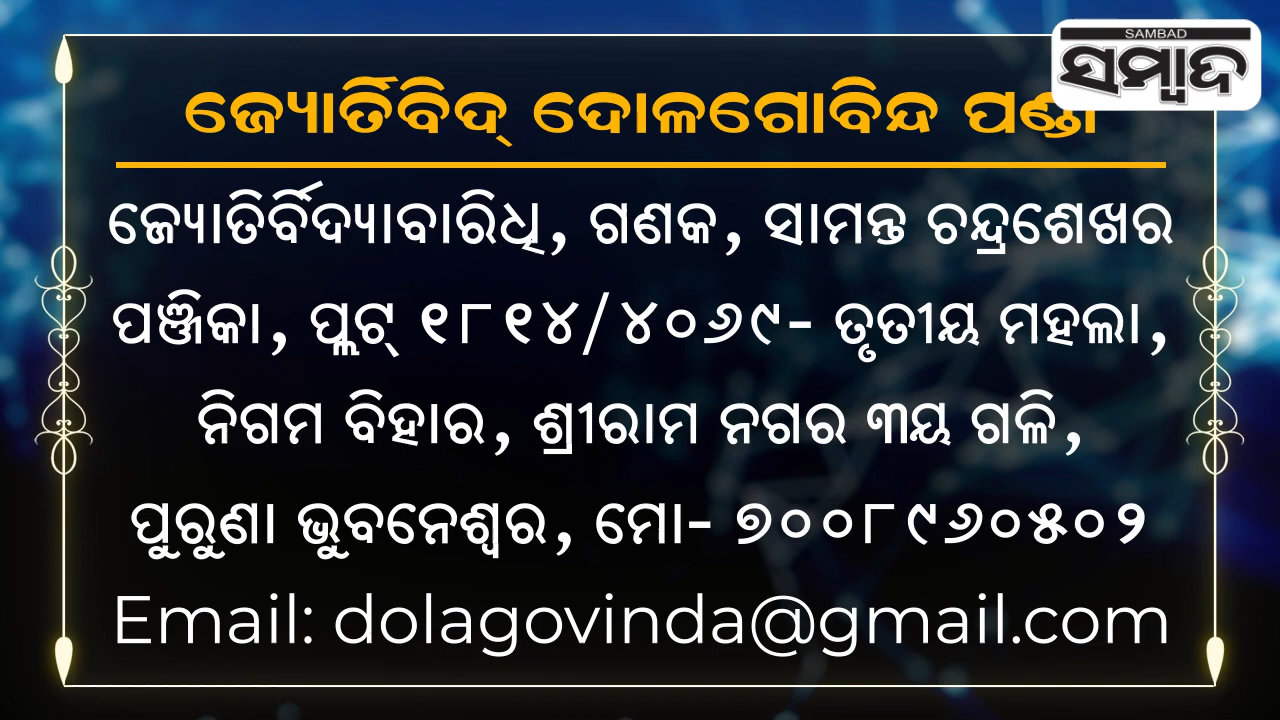 SAMBAD
ସମ୍ବାଦ
ଜ୍ୟୋର୍ତିବିଦ୍ ଦୋଳଗୋବିନ୍ଦ ପଣ୍ଡା
ଜ୍ୟୋତିର୍ବିଦ୍ୟାବାରିଧି, ଗଣକ, ସାମନ୍ତ ଚନ୍ଦ୍ରଶେଖର
ପଞ୍ଜିକା, ପ୍ଲଟ୍ ୧୮୧୪/୪୦୬୯- ତୃତୀୟ ମହଲା,
ନିଗମ ବିହାର, ଶ୍ରୀରାମ ନଗର ୩ୟ ଗଳି,
ପୁରୁଣା ଭୁବନେଶ୍ୱର, ମୋ- ୭୦୦୮୯୬୦୫୦୨
Email: dolagovinda@gmail.com